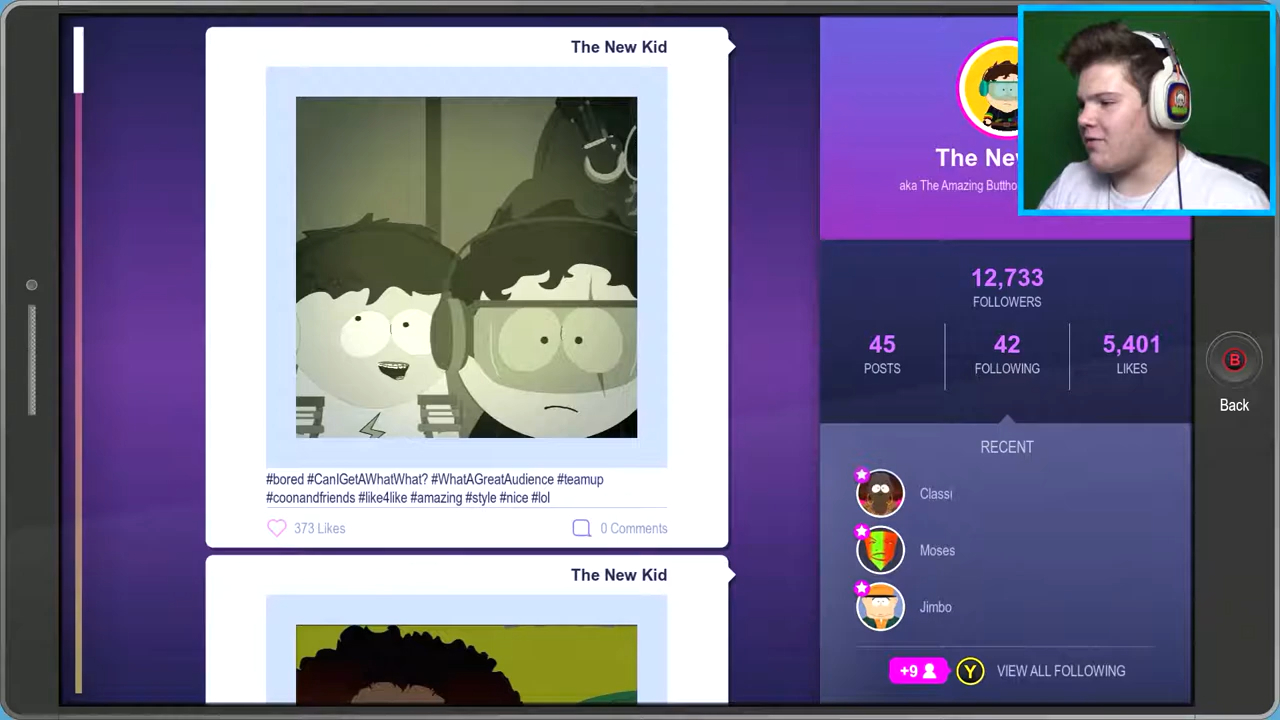 The New Kid
#bored #CanIGetAWhatWhat? #WhatAGreatAudience #teamup
#coonandfriends #like4like #amazing #style #nice #lol
373 Likes
0 Comments
The New Kid
The
aka The Amazing
12,733
FOLLOWERS
45
POSTS
42
FOLLOWING
5,401
LIKES
RECENT
Classi
Moses
Jimbo
+9
Y
VIEW ALL FOLLOWING
B
Back